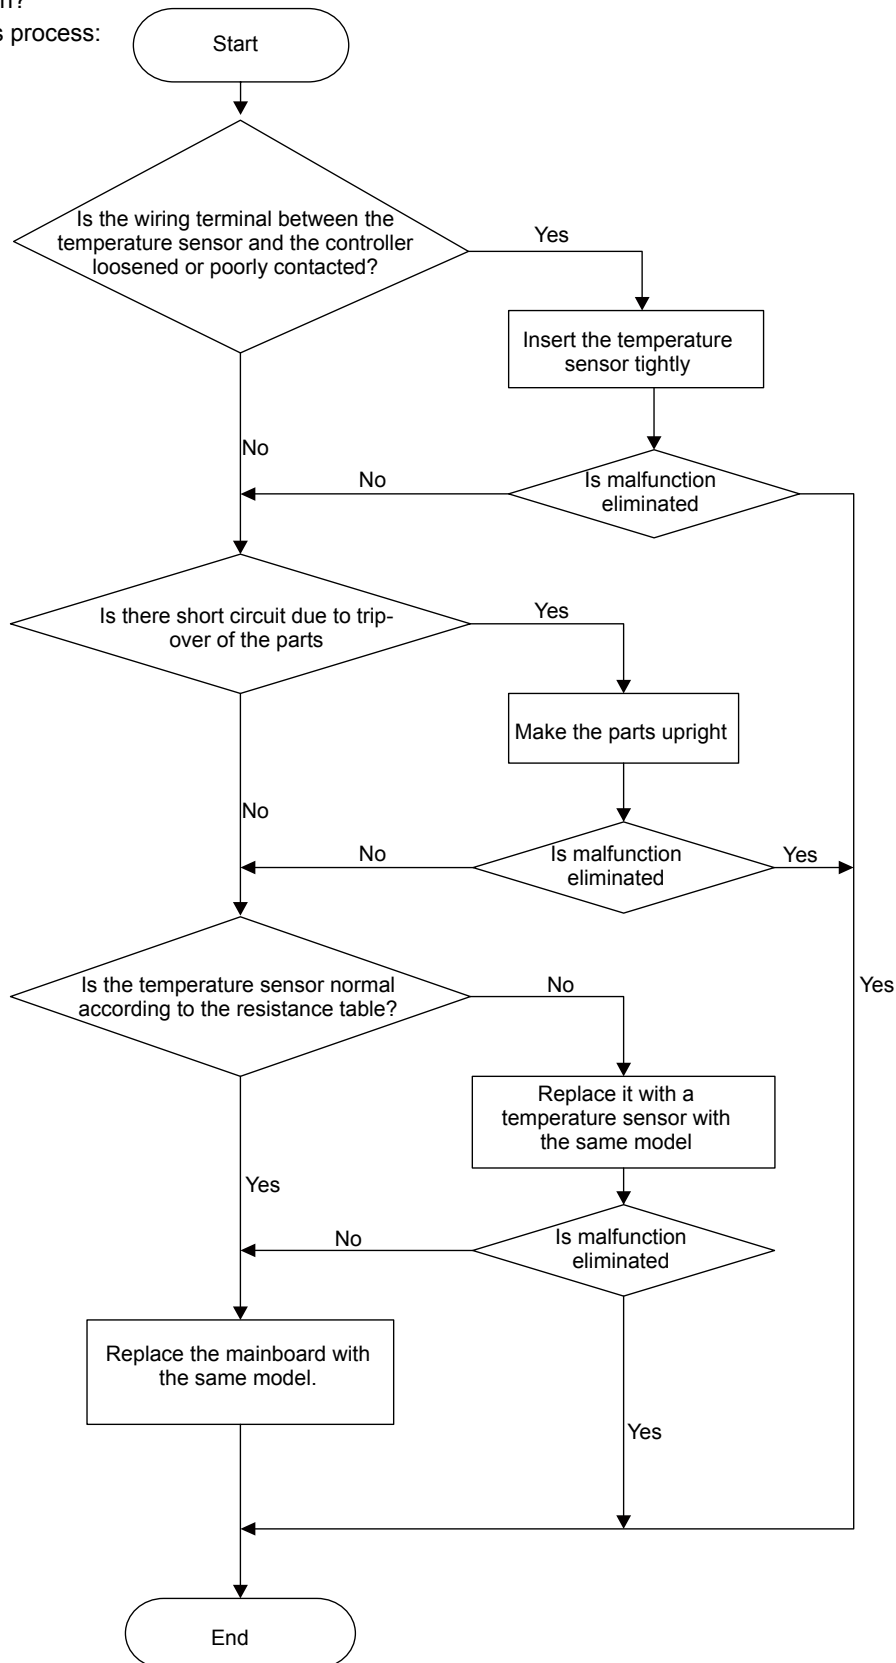 n?
s process:
Start
Is the wiring terminal between the
temperature sensor and the controller
loosened or poorly contacted?
Yes
Insert the temperature
sensor tightly
No
No
Is malfunction
eliminated
Is there short circuit due to trip-
over of the parts
Yes
Make the parts upright
No
No
Is malfunction
eliminated
Yes
Is the temperature sensor normal
according to the resistance table?
No
Yes
Replace it with a
temperature sensor with
the same model
Yes
No
Is malfunction
eliminated
Replace the mainboard with
the same model.
Yes
End